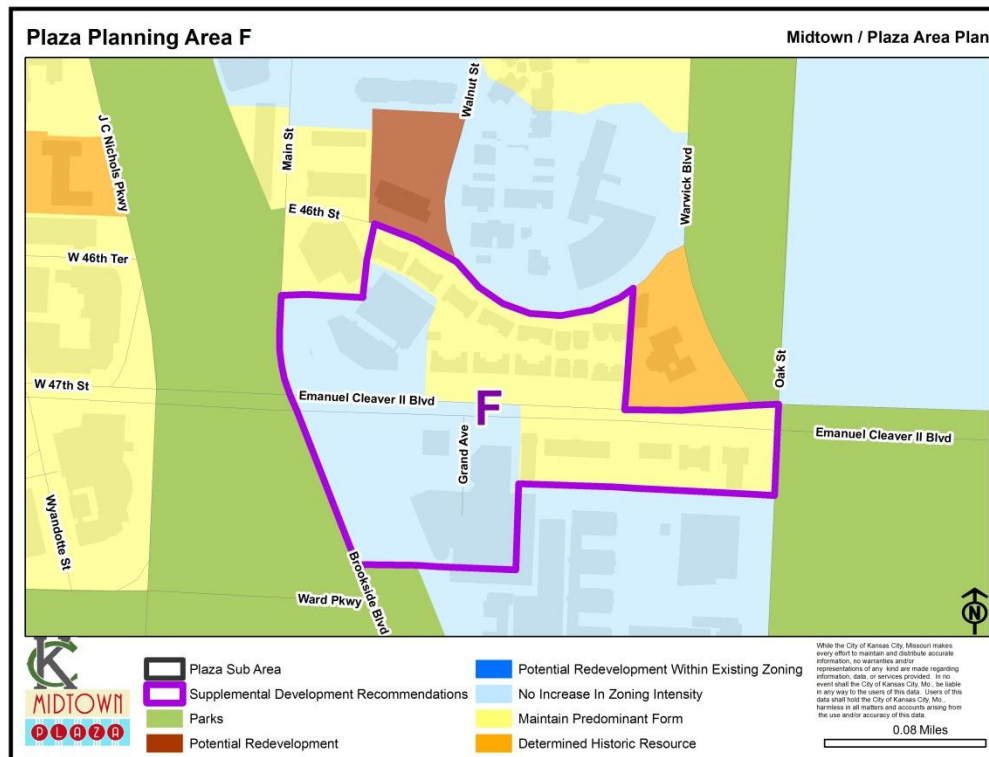 Plaza Planning Area F
Midtown / Plaza Area Plan
Walnut St
J C Nichols Pkwy
Main St
Warwick Blvd
E 46th St
W 46th Ter
Oak St
W 47th St
Emanuel Cleaver II Blvd
F
Emanuel Cleaver II Blvd
Grand Ave
Wyandotte St
Brookside Blvd
Ward Pkwy
N
KC
MIDTOWN
PLAZA
Plaza Sub Area
Supplemental Development Recommendations
Parks
Potential Redevelopment
Potential Redevelopment Within Existing Zoning
No Increase In Zoning Intensity
Maintain Predominant Form
Determined Historic Resource
While the City of Kansas City, Missouri makes
every effort to maintain and distribute accurate
information, no warranties and/or
representations of any kind are made regarding
information, data, or services provided. In no
event shall the City of Kansas City, Mo., be liable
in any way to the users of this data. Users of this
data shall hold the City of Kansas City, Mo.,
harmless in all matters and accounts arising from
the use and/or accuracy of this data.
0.08 Miles